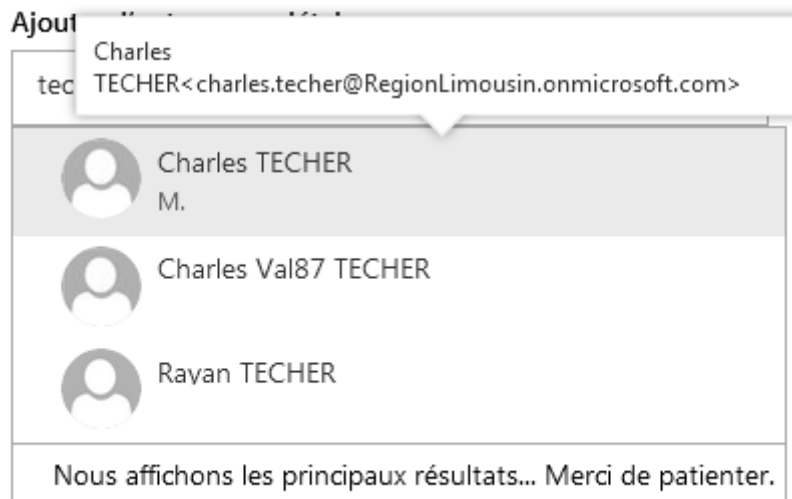 Ajout
Charles
TECHER<charles.techer@RegionLimousin.onmicrosoft.com>
tec
Charles TECHER
M.
Charles Val87 TECHER
Rayan TECHER
Nous affichons les principaux résultats... Merci de patienter.